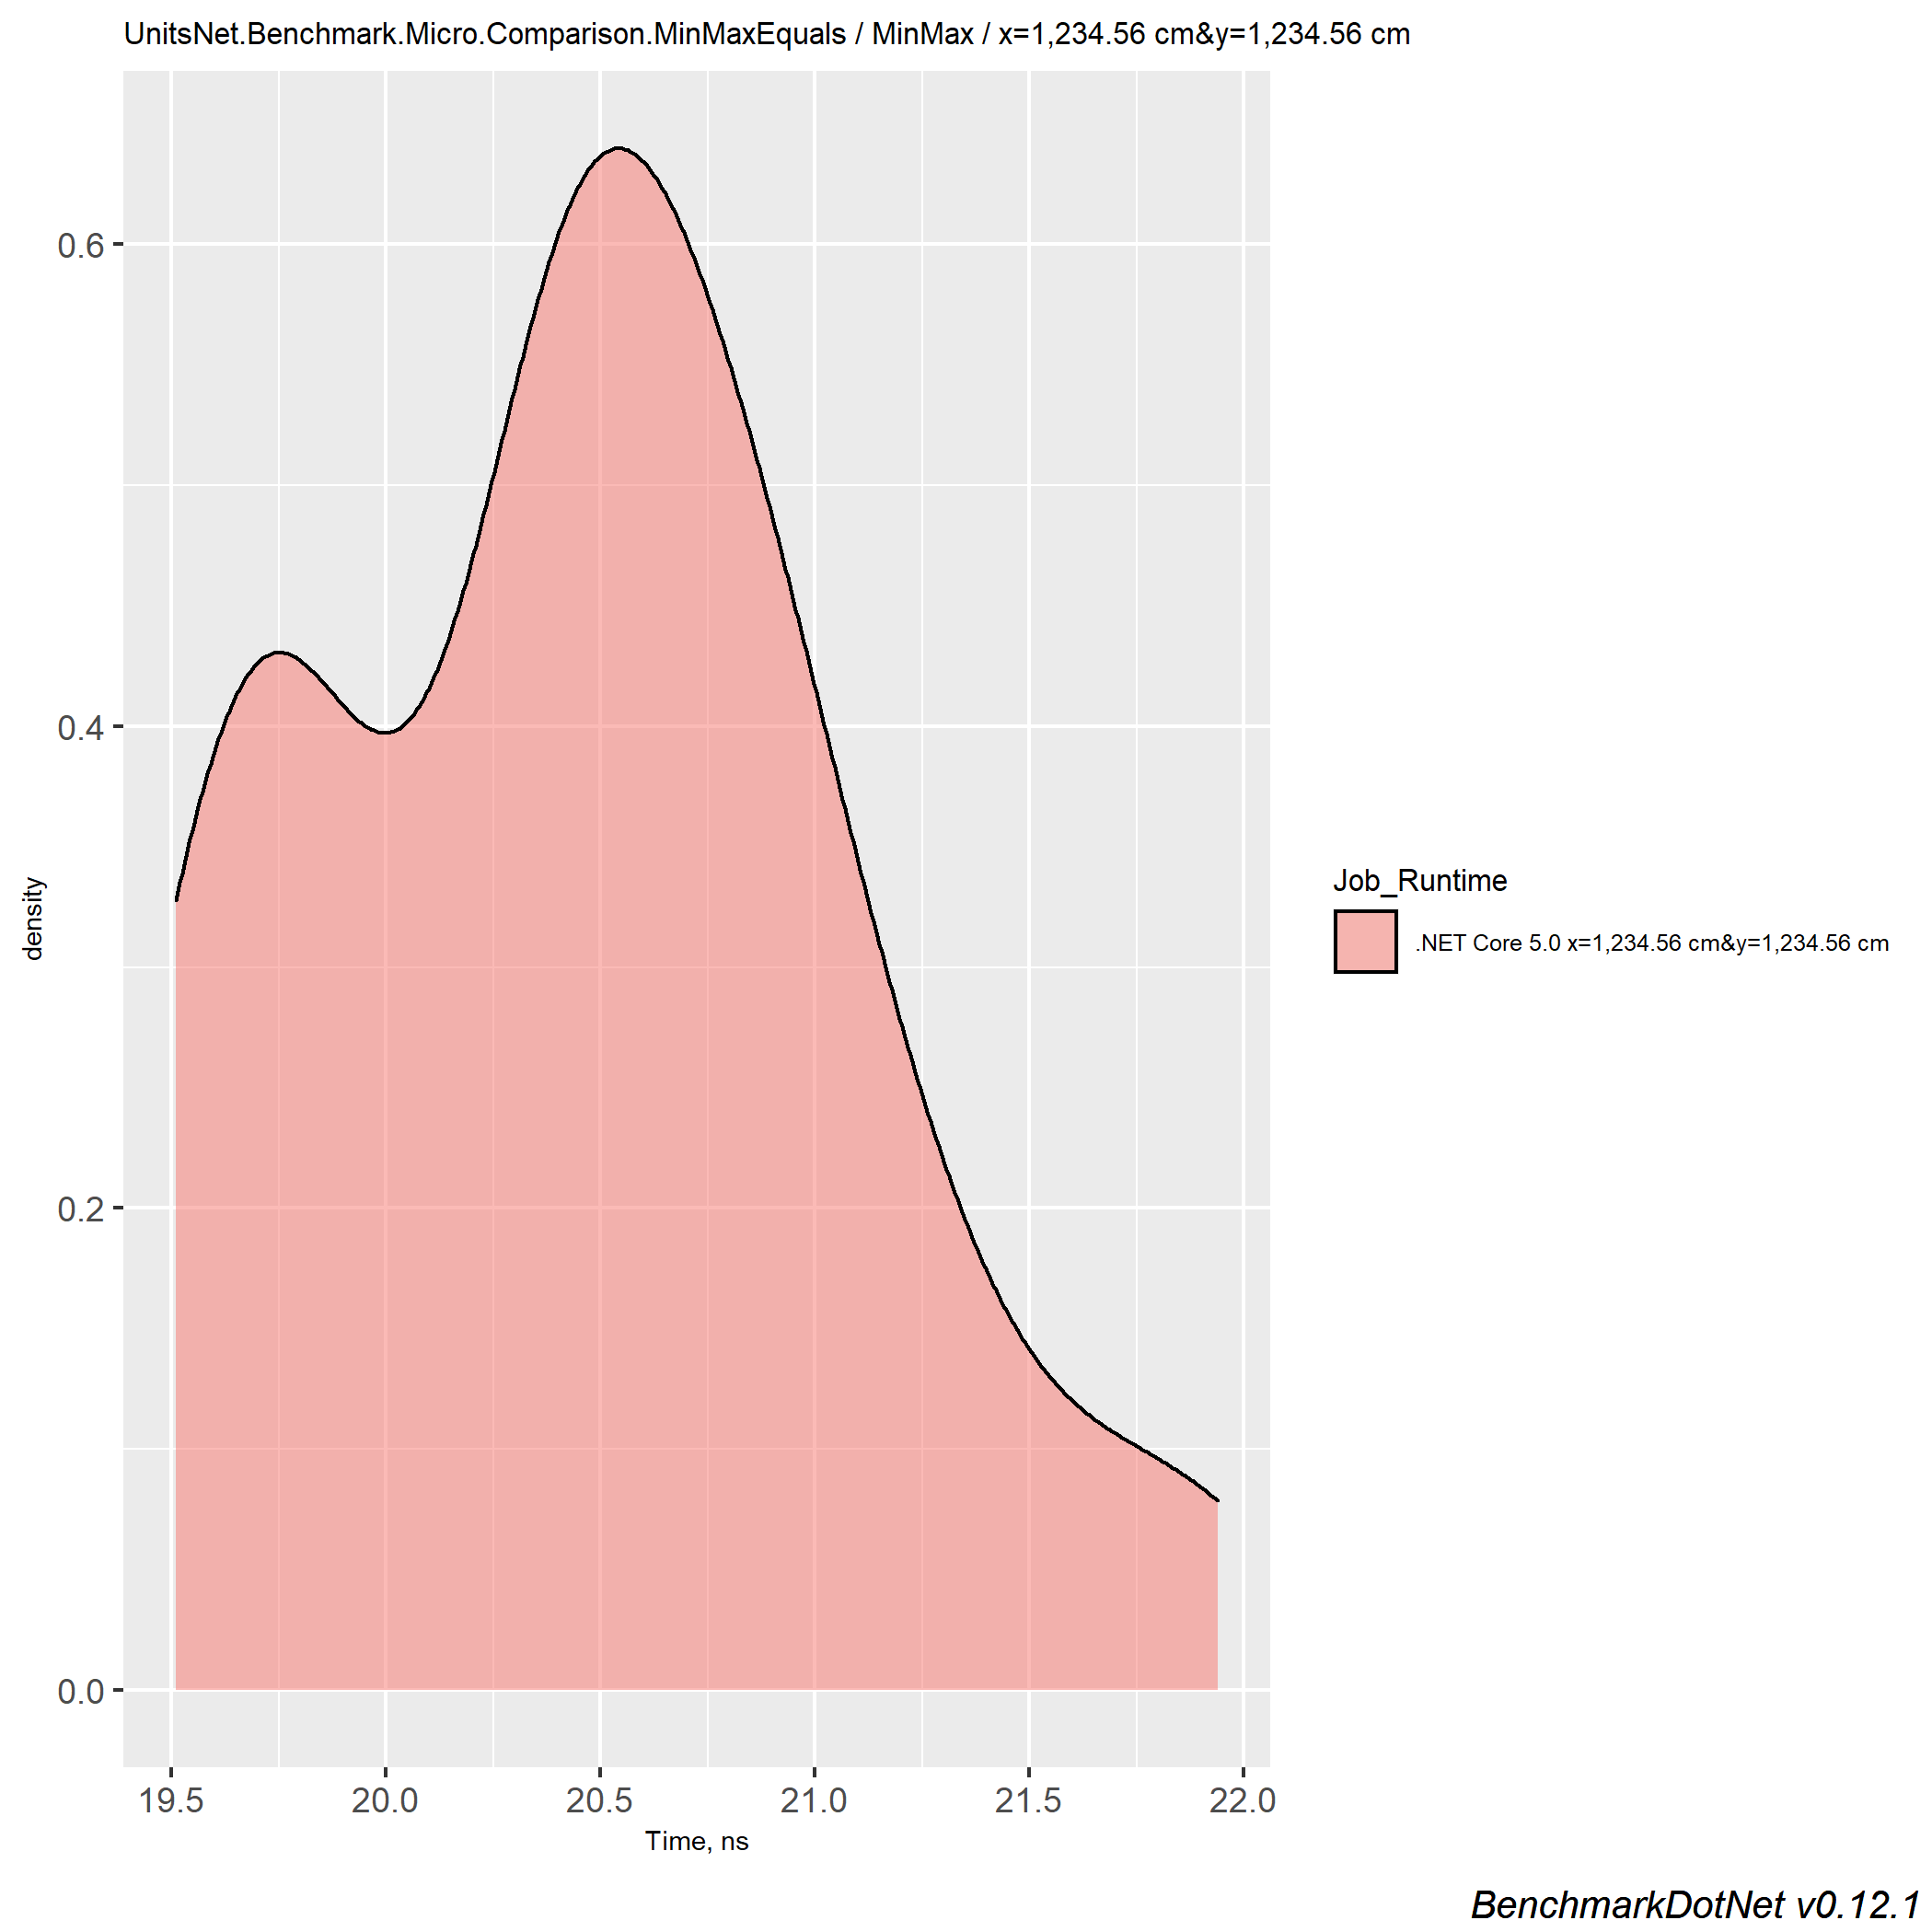 UnitsNet.Benchmark.Micro.Comparison.MinMaxEquals / MinMax / x=1,234.56 cm&y=1,234.56 cm
0.6
0.4
0.2
0.0
density
19.5 20.0 20.5 21.0 21.5 22.0
Time, ns
Job_Runtime
.NET Core 5.0 x=1,234.56 cm&y=1,234.56 cm
BenchmarkDotNet v0.12.1